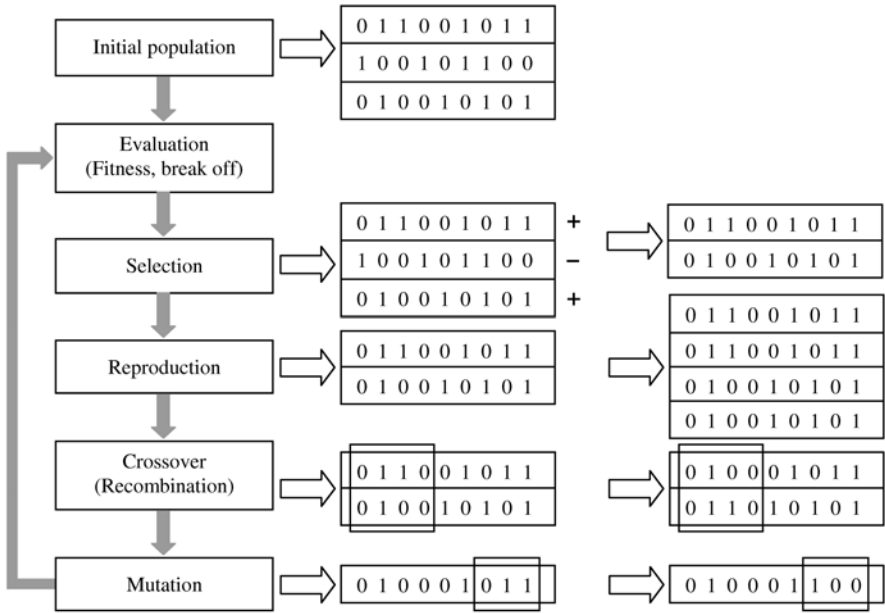 Initial population
0 1 1 0 0 1 0 1 1
1 0 0 1 0 1 1 0 0
0 1 0 0 1 0 1 0 1
Evaluation
(Fitness, break off)
Selection
0 1 1 0 0 1 0 1 1 +
1 0 0 1 0 1 1 0 0 −
0 1 0 0 1 0 1 0 1 +
0 1 1 0 0 1 0 1 1
0 1 0 0 1 0 1 0 1
Reproduction
0 1 1 0 0 1 0 1 1
0 1 0 0 1 0 1 0 1
0 1 1 0 0 1 0 1 1
0 1 1 0 0 1 0 1 1
0 1 0 0 1 0 1 0 1
0 1 0 0 1 0 1 0 1
Crossover
(Recombination)
0 1 1 0 0 1 0 1 1
0 1 0 0 1 0 1 0 1
0 1 0 0 0 1 0 1 1
0 1 1 0 1 0 1 0 1
Mutation
0 1 0 0 0 1 0 1 1
0 1 0 0 0 1 1 0 0